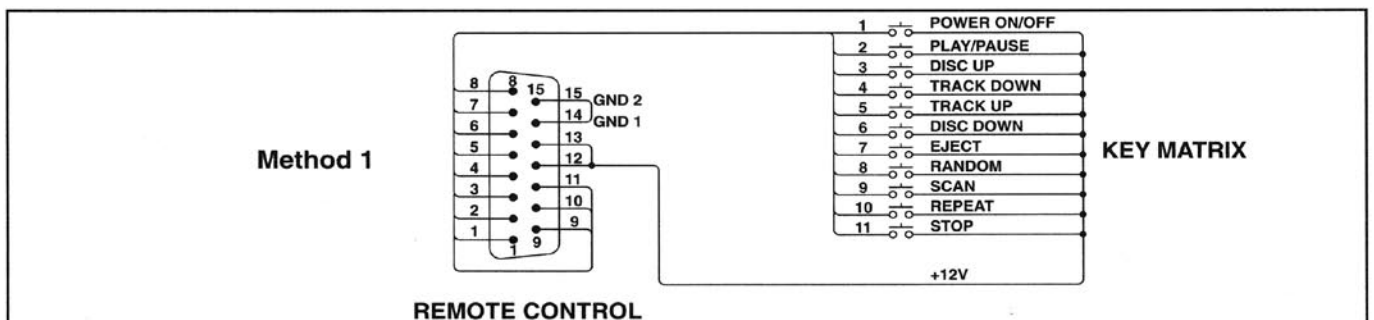 1 POWER ON/OFF
2 PLAY/PAUSE
3 DISC UP
4 TRACK DOWN
5 TRACK UP
6 DISC DOWN
7 EJECT
8 RANDOM
9 SCAN
10 REPEAT
11 STOP
+12V
KEY MATRIX
Method 1
8
7
6
5
4
3
2
1
8
15
1
9
15 GND 2
14 GND 1
13
12
11
10
9
REMOTE CONTROL